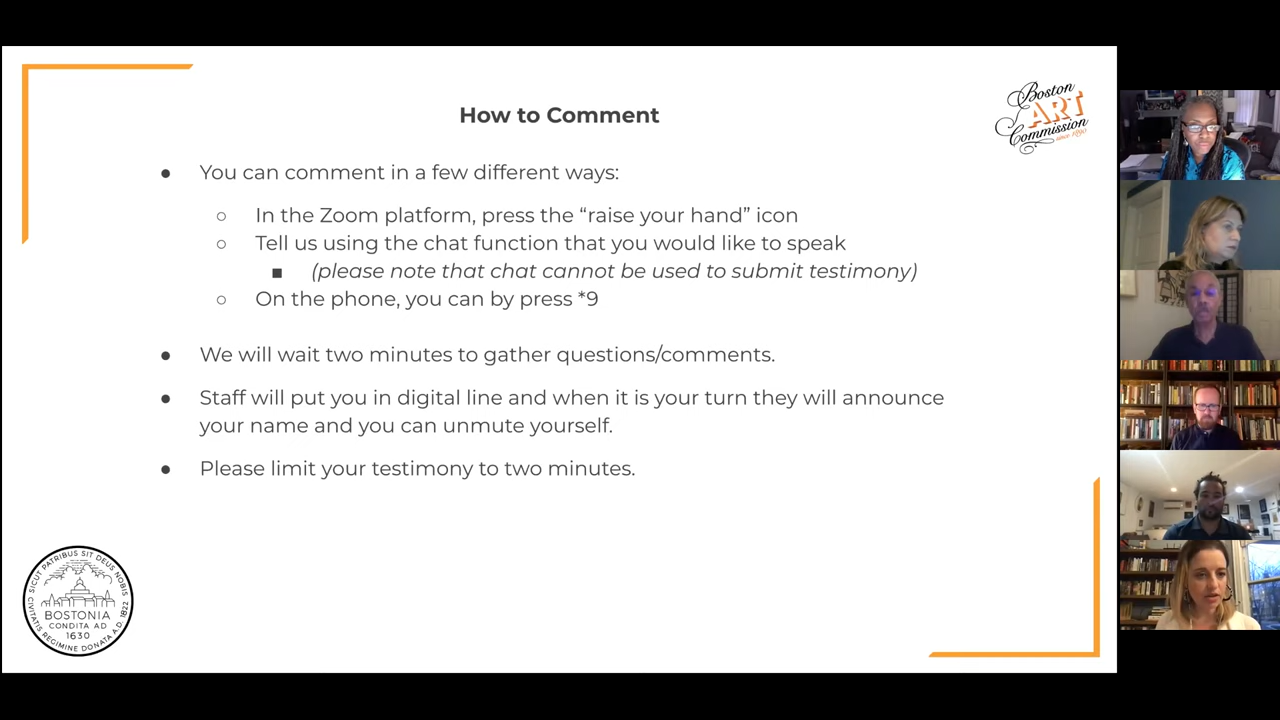 How to Comment
Boston
ART
Commission
since 1890
● You can comment in a few different ways:
○ In the Zoom platform, press the “raise your hand” icon
○ Tell us using the chat function that you would like to speak
■ (please note that chat cannot be used to submit testimony)
○ On the phone, you can by press *9
● We will wait two minutes to gather questions/comments.
● Staff will put you in digital line and when it is your turn they will announce
your name and you can unmute yourself.
● Please limit your testimony to two minutes.
SICUT PATRIBUS SIT DEUS NOBIS
BOSTONIA
CONDITA AD
1630
CIVITATIS REGIMINE DONATA A.D. 1822